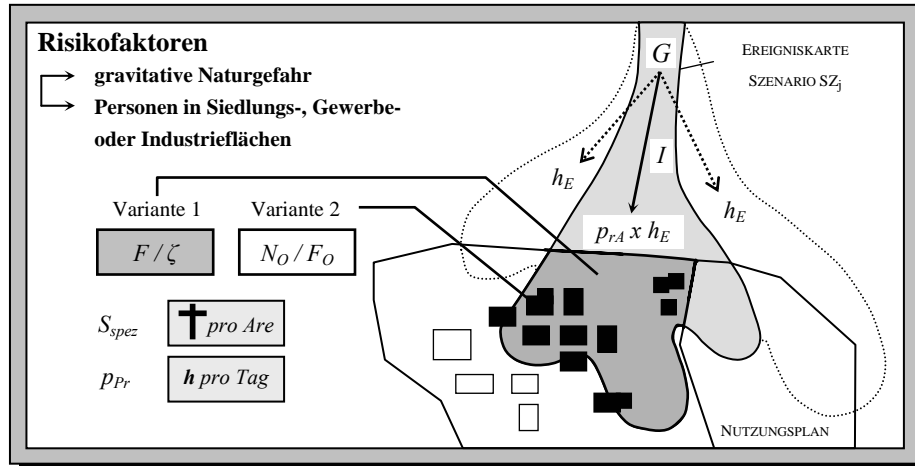 Risikofaktoren
gravitative Naturgefahr
Personen in Siedlungs-, Gewerbe-
oder Industrieflächen
G
EREIGNISKARTE
SZENARIO SZj
I
hE
hE
prA x hE
Variante 1
Variante 2
F / ζ
NO / FO
Sspez
pro Are
pPr
h pro Tag
NUTZUNGSPLAN